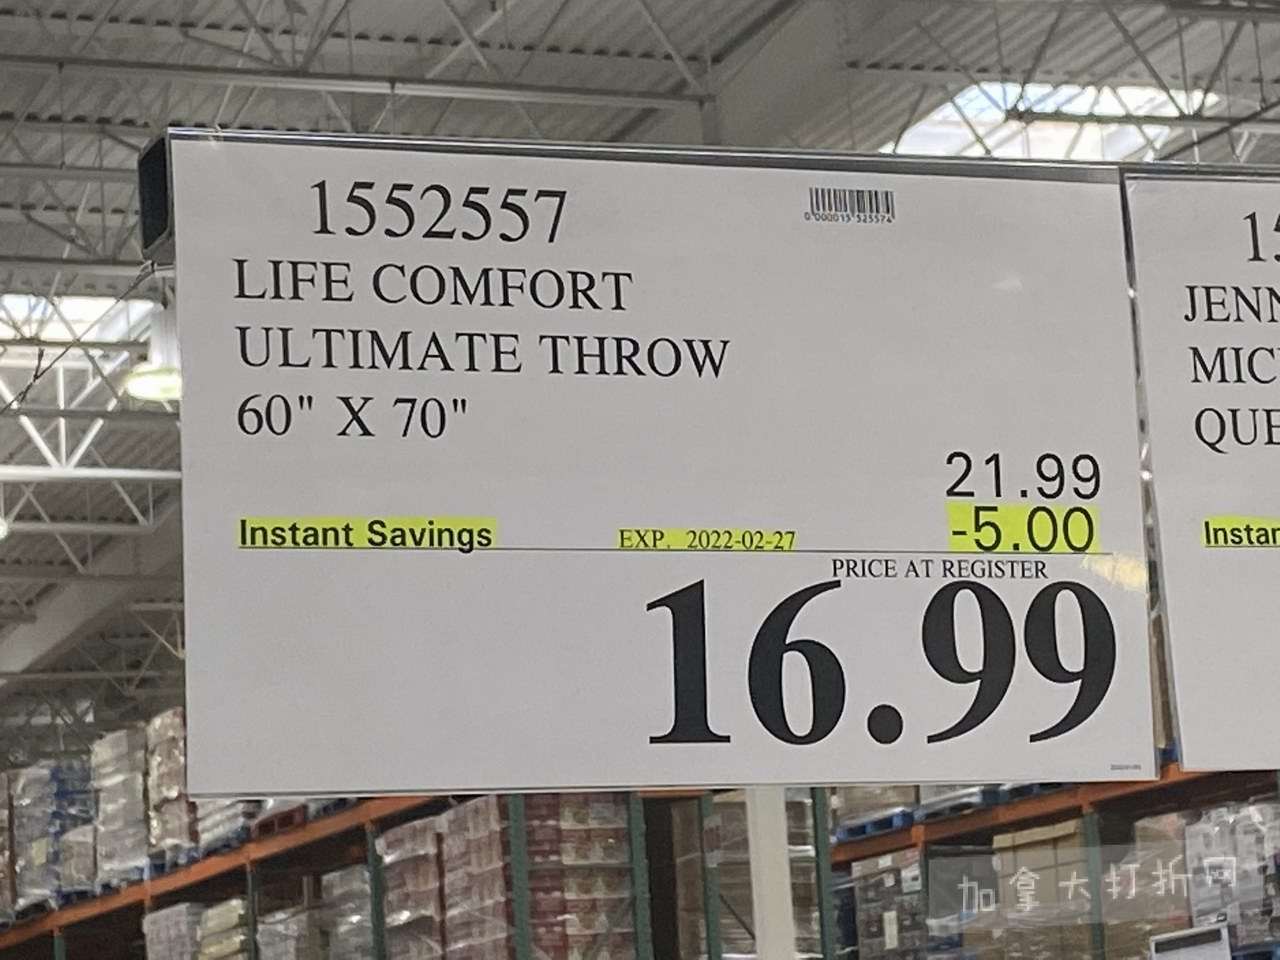 1552557
LIFE COMFORT
ULTIMATE THROW
60" X 70"
21.99
Instant Savings EXP. 2022-02-27 -5.00
PRICE AT REGISTER
16.99
15
JENN
MIC
QUE
Instan
加拿大打折网